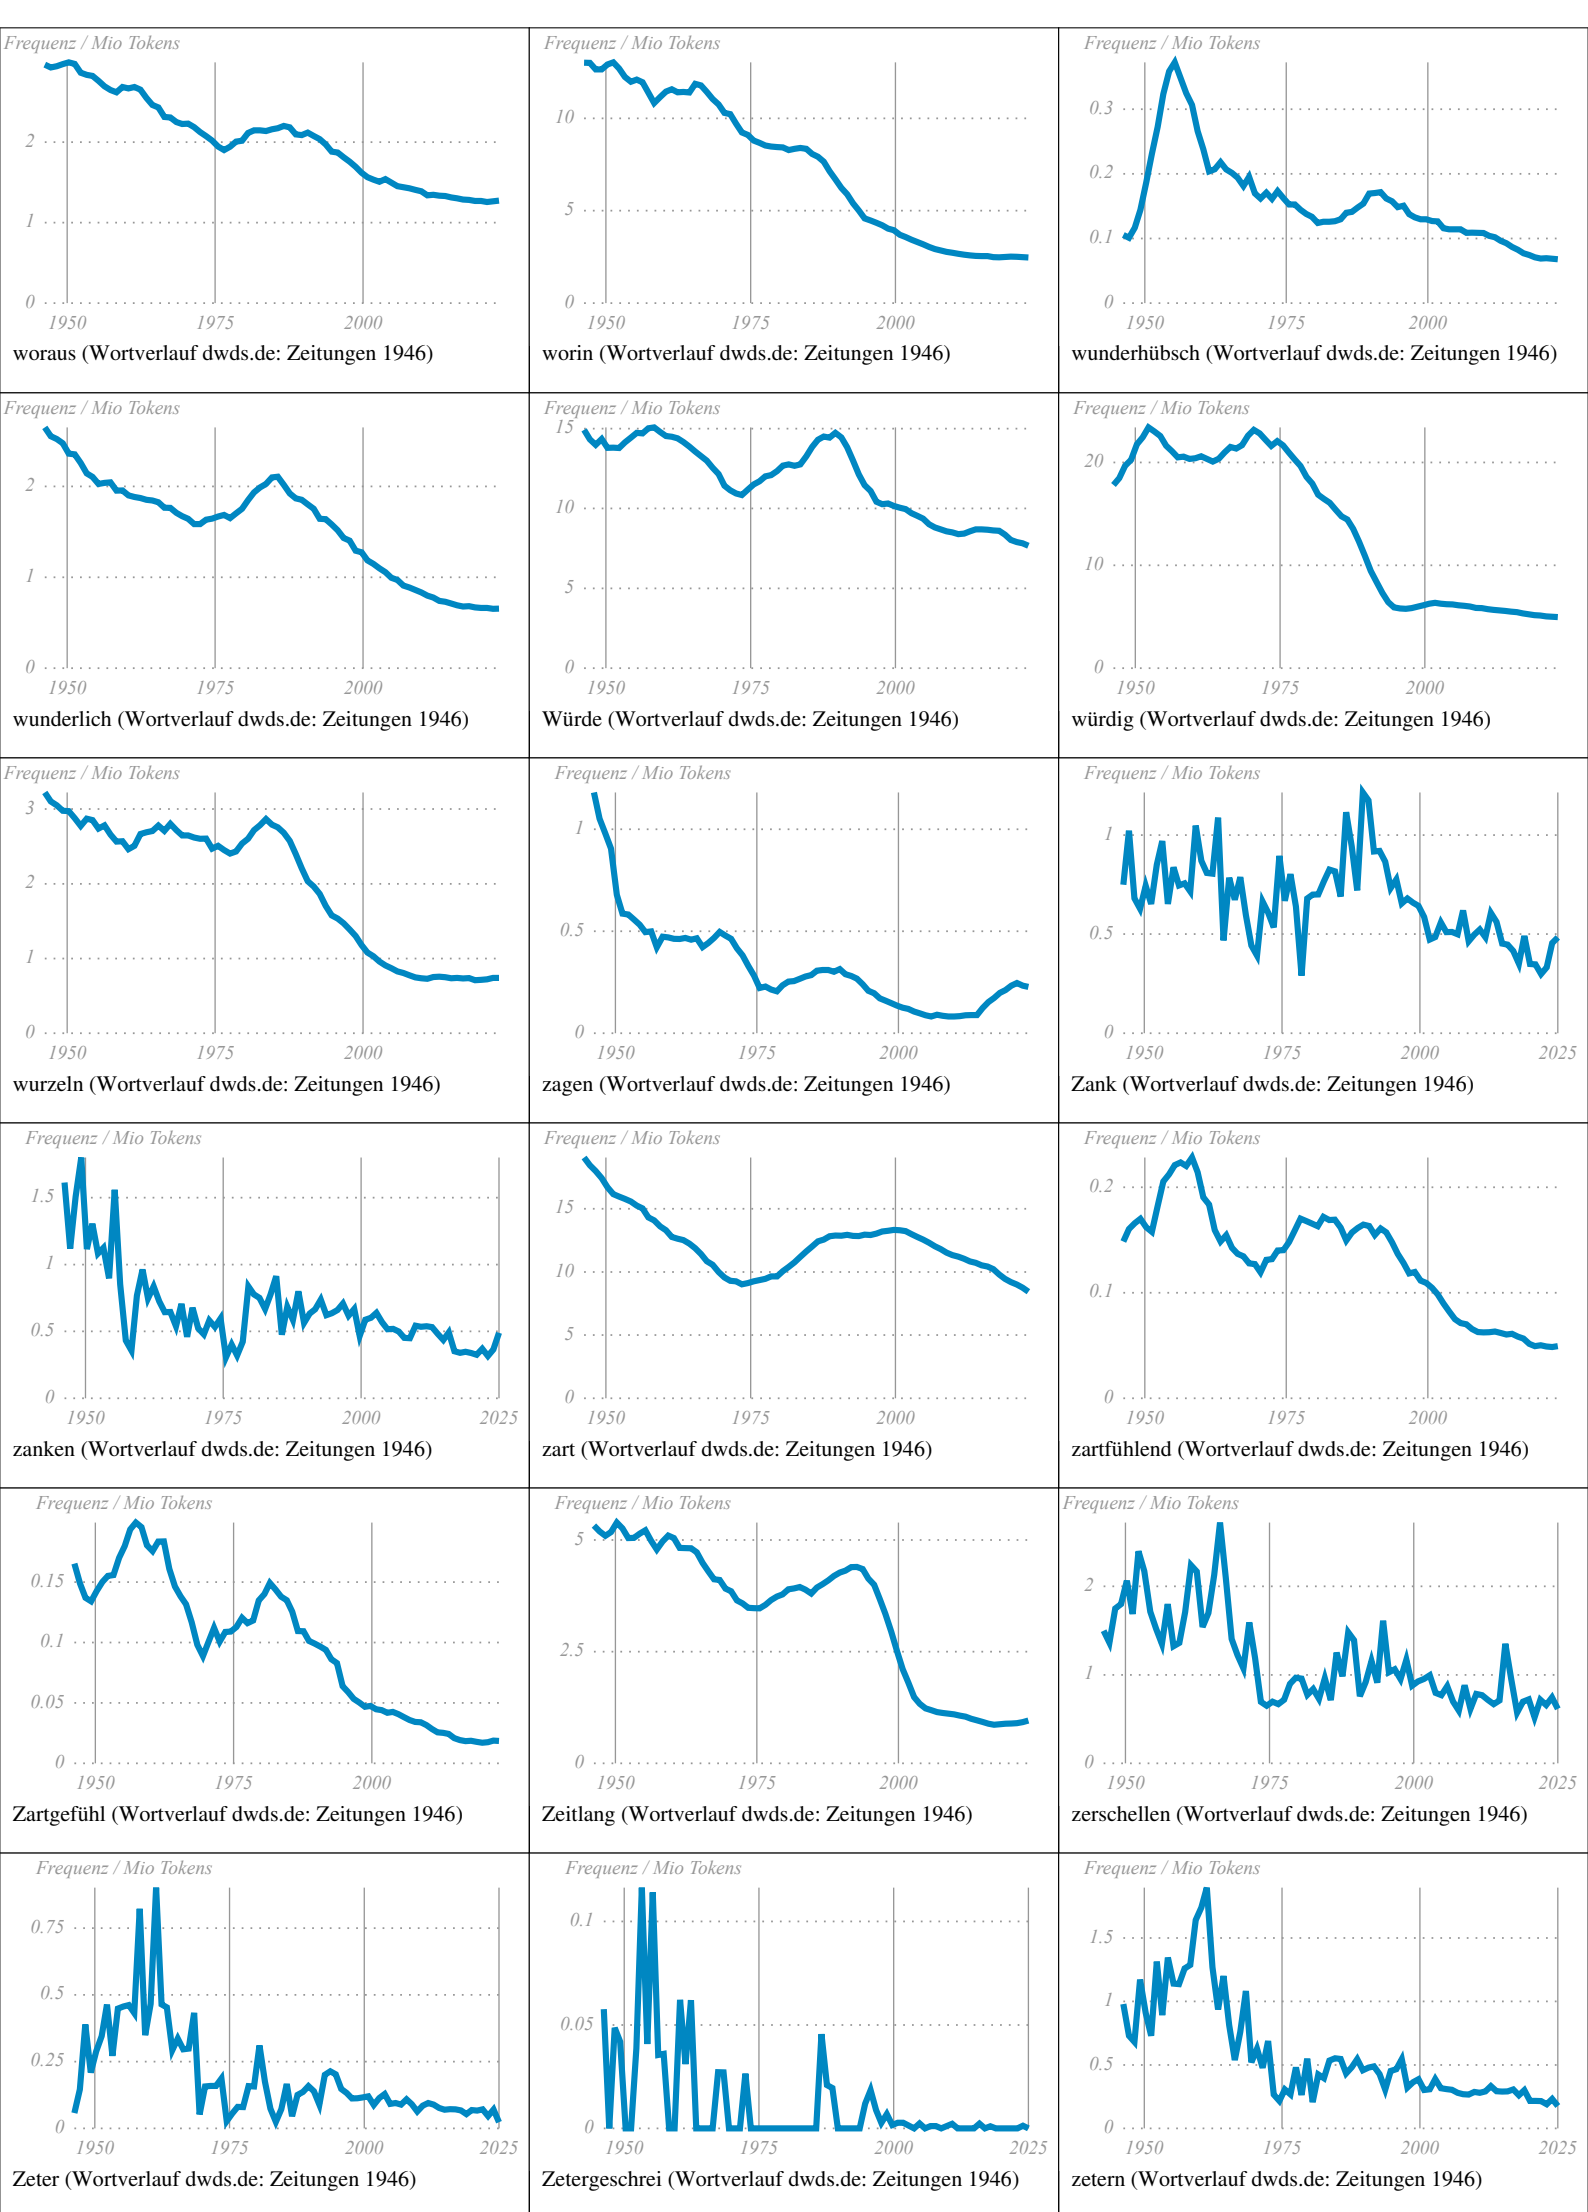 Frequenz / Mio Tokens
2
1
0
1950 1975 2000
woraus (Wortverlauf dwds.de: Zeitungen 1946)
Frequenz / Mio Tokens
10
5
0
1950 1975 2000
worin (Wortverlauf dwds.de: Zeitungen 1946)
Frequenz / Mio Tokens
0.3
0.2
0.1
0
1950 1975 2000
wunderhübsch (Wortverlauf dwds.de: Zeitungen 1946)
Frequenz / Mio Tokens
2
1
0
1950 1975 2000
wunderlich (Wortverlauf dwds.de: Zeitungen 1946)
Frequenz / Mio Tokens
15
10
5
0
1950 1975 2000
Würde (Wortverlauf dwds.de: Zeitungen 1946)
Frequenz / Mio Tokens
20
10
0
1950 1975 2000
würdig (Wortverlauf dwds.de: Zeitungen 1946)
Frequenz / Mio Tokens
3
2
1
0
1950 1975 2000
wurzeln (Wortverlauf dwds.de: Zeitungen 1946)
Frequenz / Mio Tokens
1
0.5
0
1950 1975 2000
zagen (Wortverlauf dwds.de: Zeitungen 1946)
Frequenz / Mio Tokens
1
0.5
0
1950 1975 2000 2025
Zank (Wortverlauf dwds.de: Zeitungen 1946)
Frequenz / Mio Tokens
1.5
1
0.5
0
1950 1975 2000 2025
zanken (Wortverlauf dwds.de: Zeitungen 1946)
Frequenz / Mio Tokens
15
10
5
0
1950 1975 2000
zart (Wortverlauf dwds.de: Zeitungen 1946)
Frequenz / Mio Tokens
0.2
0.1
0
1950 1975 2000
zartfühlend (Wortverlauf dwds.de: Zeitungen 1946)
Frequenz / Mio Tokens
0.15
0.1
0.05
0
1950 1975 2000
Zartgefühl (Wortverlauf dwds.de: Zeitungen 1946)
Frequenz / Mio Tokens
5
2.5
0
1950 1975 2000
Zeitlang (Wortverlauf dwds.de: Zeitungen 1946)
Frequenz / Mio Tokens
2
1
0
1950 1975 2000 2025
zerschellen (Wortverlauf dwds.de: Zeitungen 1946)
Frequenz / Mio Tokens
0.75
0.5
0.25
0
1950 1975 2000 2025
Zeter (Wortverlauf dwds.de: Zeitungen 1946)
Frequenz / Mio Tokens
0.1
0.05
0
1950 1975 2000 2025
Zetergeschrei (Wortverlauf dwds.de: Zeitungen 1946)
Frequenz / Mio Tokens
1.5
1
0.5
0
1950 1975 2000 2025
zetern (Wortverlauf dwds.de: Zeitungen 1946)